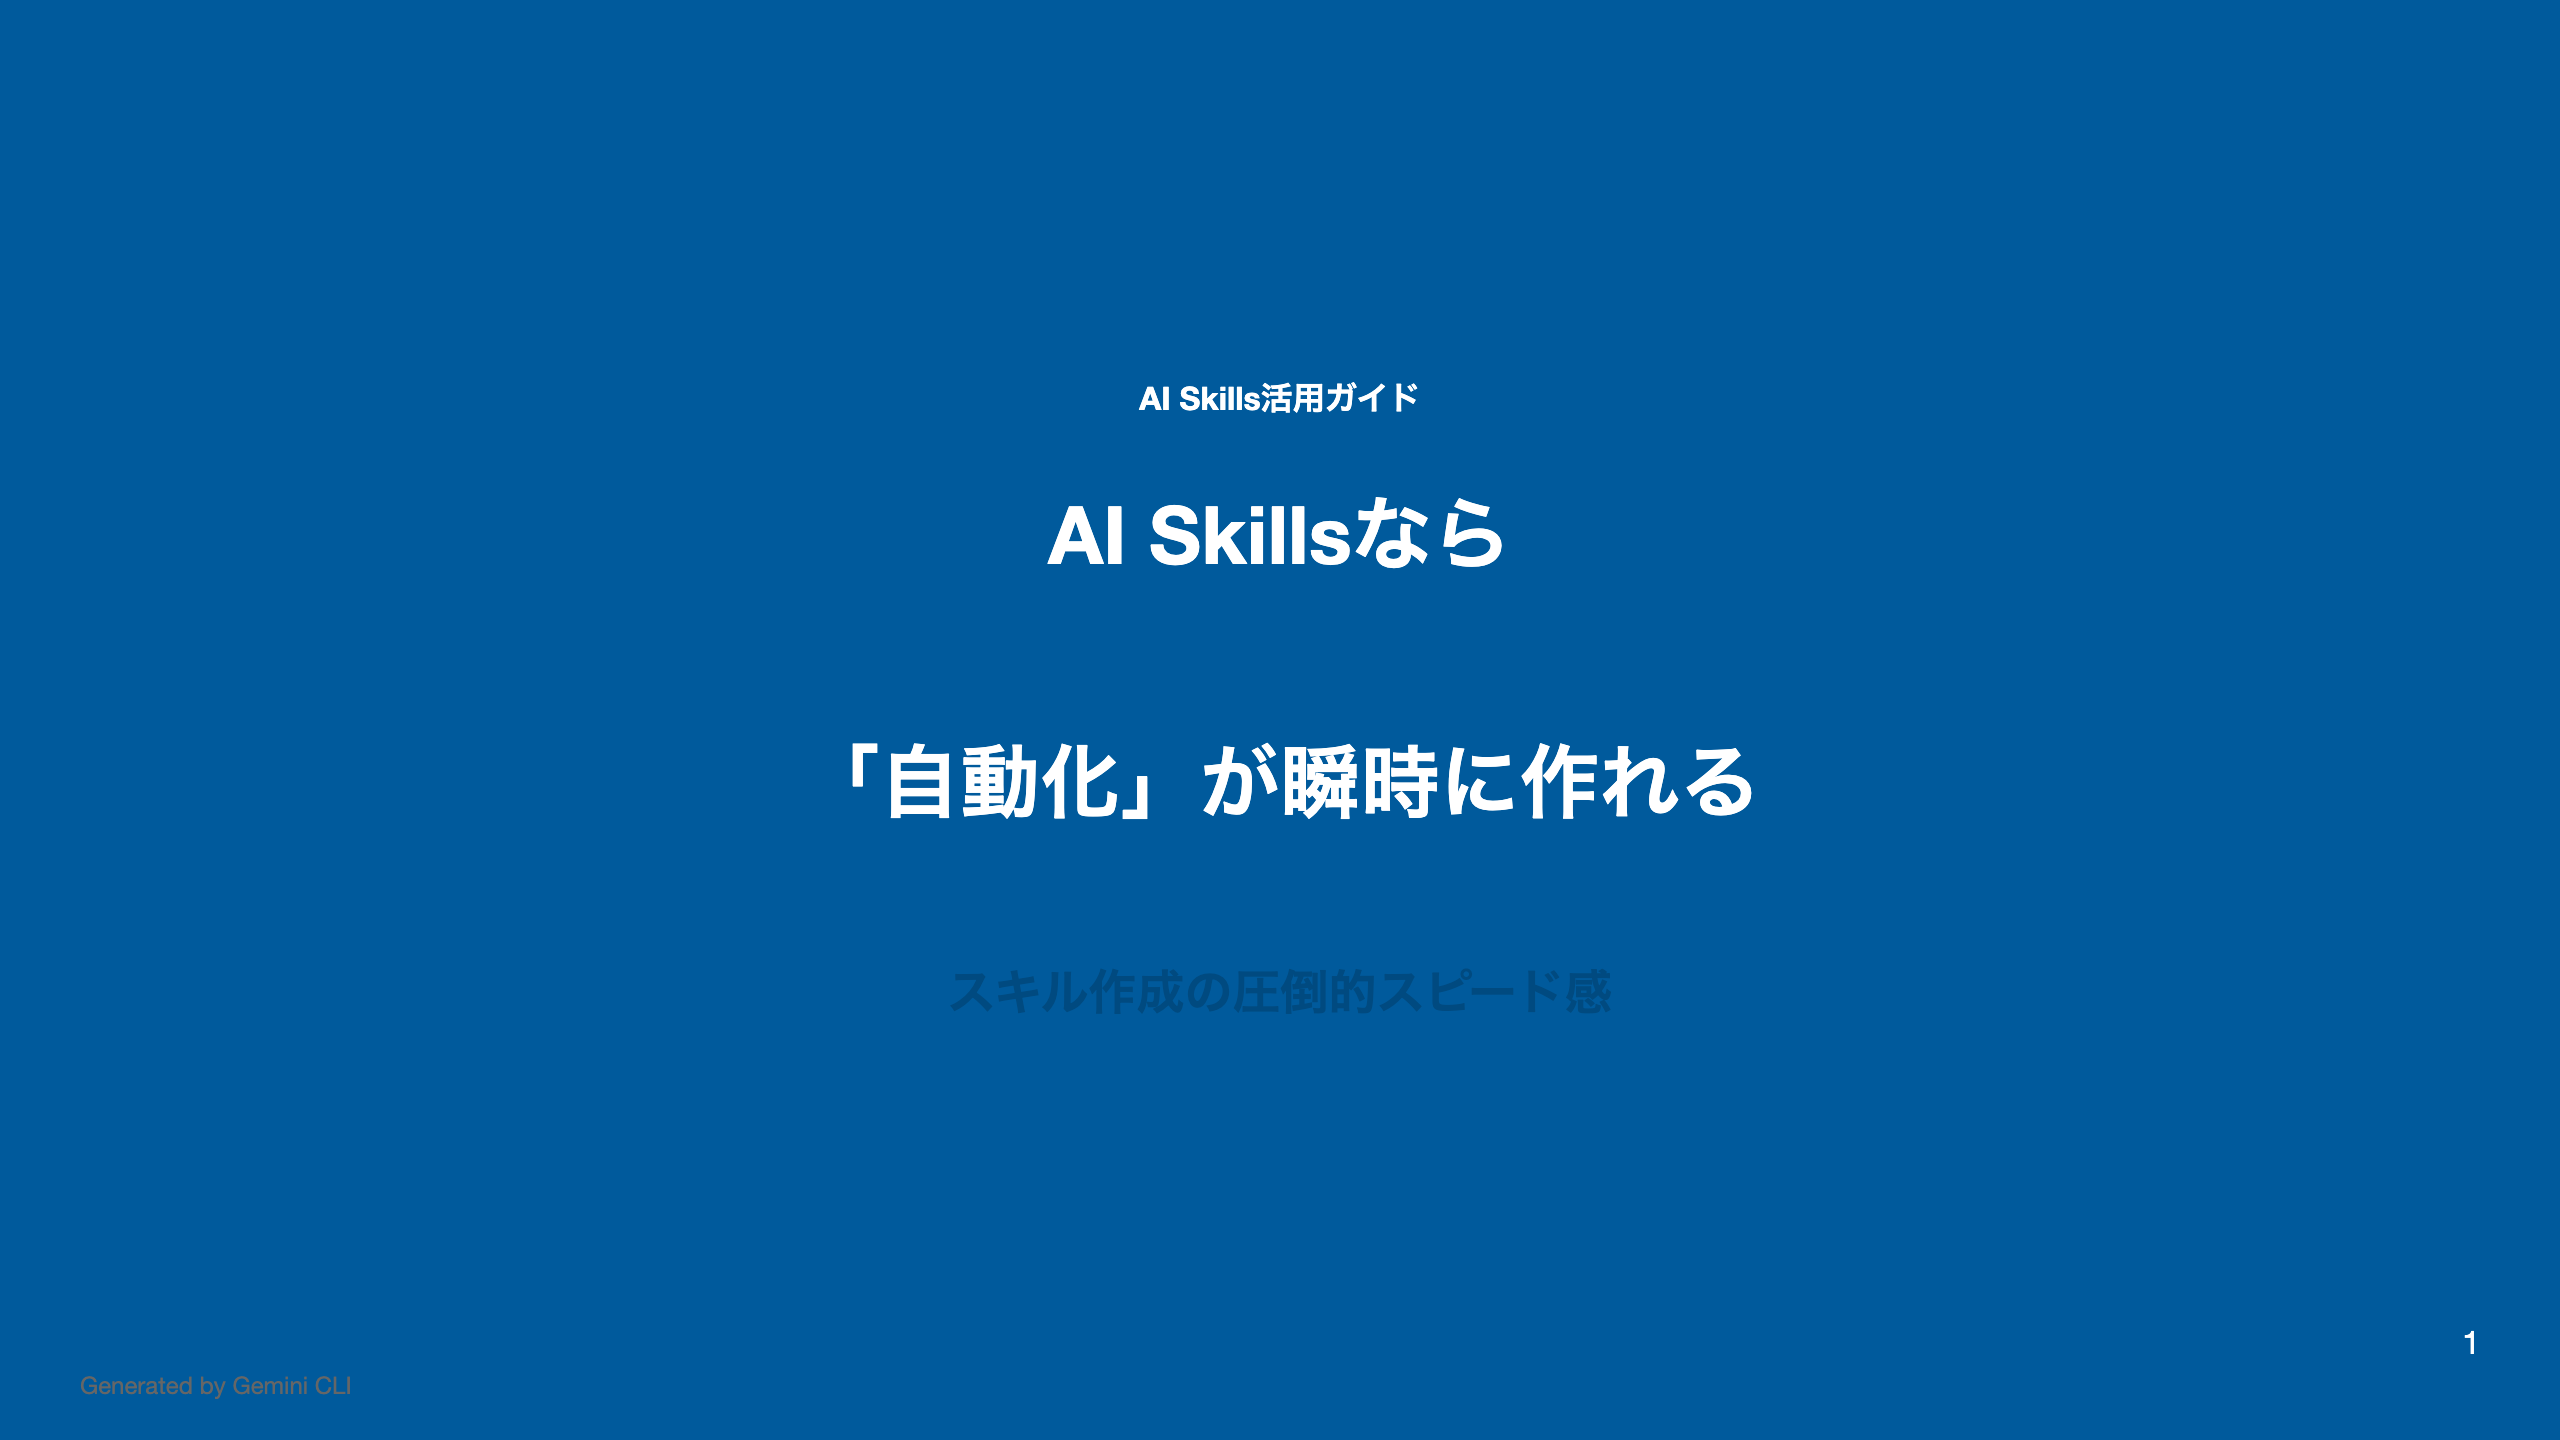 AI Skills活用ガイド
AI Skillsなら
「自動化」が瞬時に作れる
スキル作成の圧倒的スピード感
1
Generated by Gemini CLI